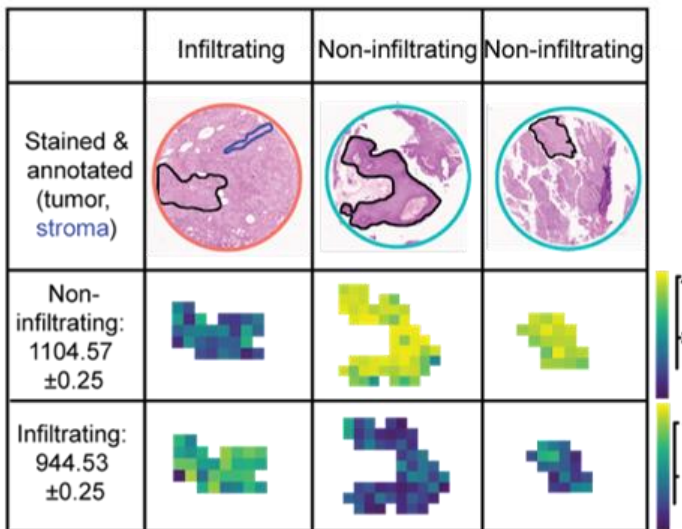 Infiltrating
Non-infiltrating
Non-infiltrating
Stained &
annotated
(tumor,
stroma)
Non-
infiltrating:
1104.57
±0.25
Infiltrating:
944.53
±0.25